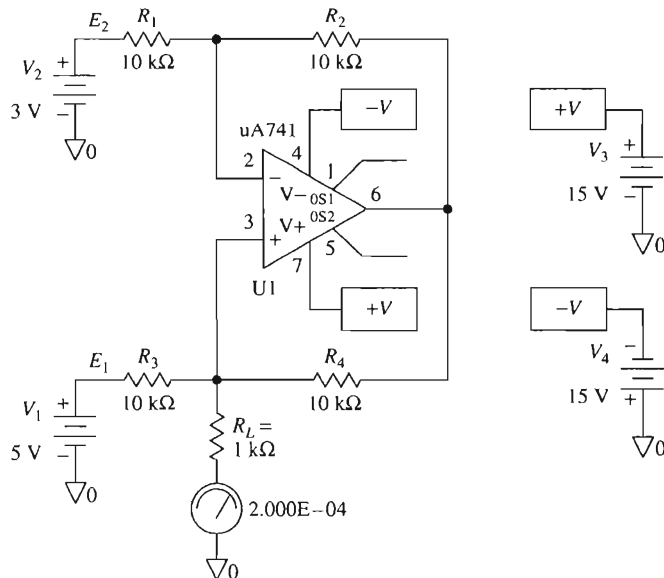 E₂ R₁ R₂
V₂ + 10 kΩ 10 kΩ
3 V −
0
uA741
−V
+V
4
2 − 1
V− 0S1 6
3 V+ 0S2
+ 7 5
U1
+V
V₃ +
15 V −
0
−V
V₄ −
15 V +
0
E₁ R₃ R₄
V₁ + 10 kΩ 10 kΩ
5 V −
0
R_L =
1 kΩ
2.000E−04
0